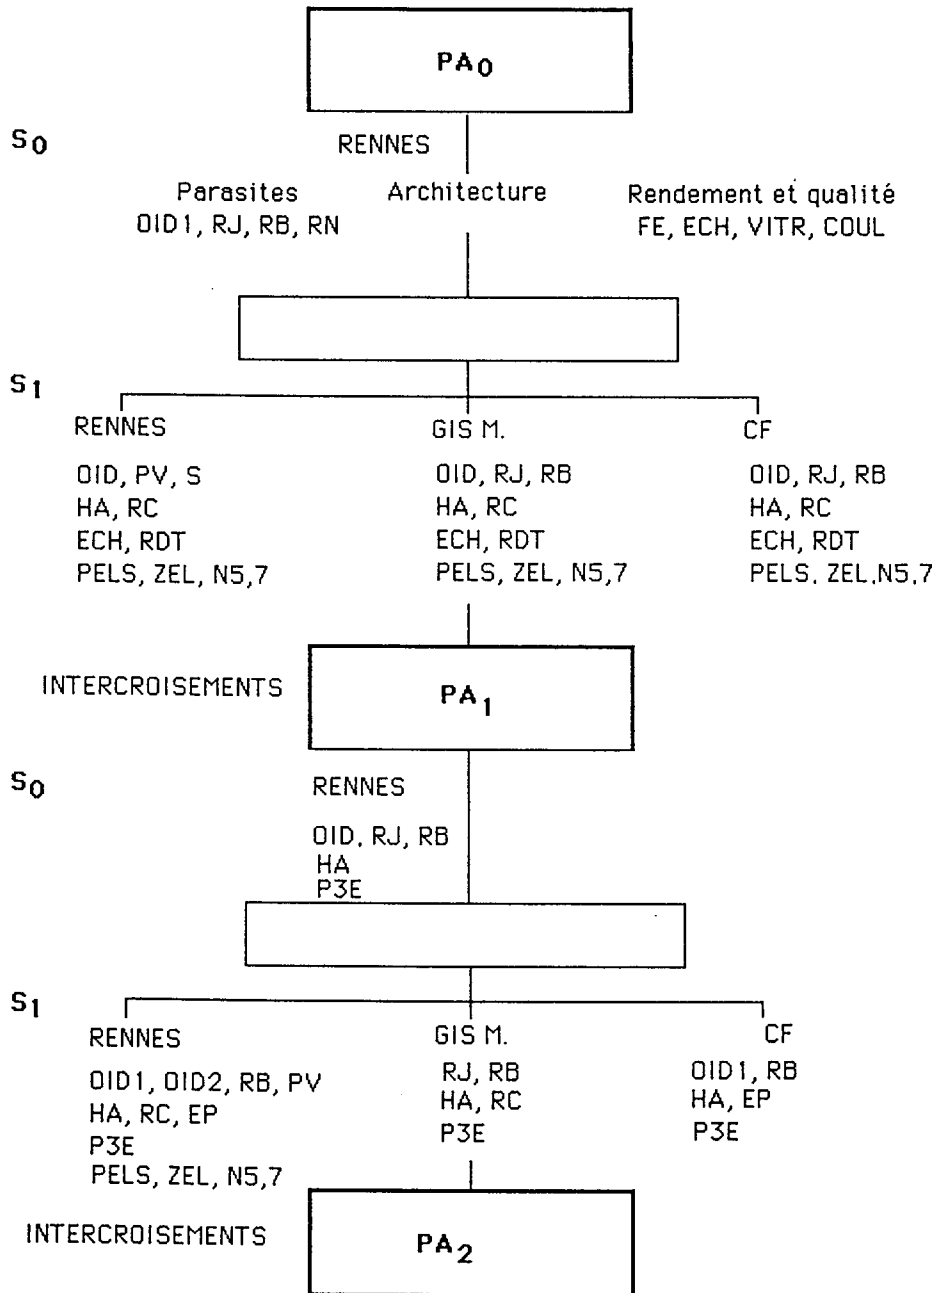 PA0
S0
RENNES
Parasites
OID1, RJ, RB, RN
Architecture
Rendement et qualité
FE, ECH, VITR, COUL
S1
RENNES
OID, PV, S
HA, RC
ECH, RDT
PELS, ZEL, N5,7
GIS M.
OID, RJ, RB
HA, RC
ECH, RDT
PELS, ZEL, N5,7
CF
OID, RJ, RB
HA, RC
ECH, RDT
PELS, ZEL,N5,7
INTERCROISEMENTS
PA1
S0
RENNES
OID, RJ, RB
HA
P3E
S1
RENNES
OID1, OID2, RB, PV
HA, RC, EP
P3E
PELS, ZEL, N5,7
GIS M.
RJ, RB
HA, RC
P3E
CF
OID1, RB
HA, EP
P3E
INTERCROISEMENTS
PA2